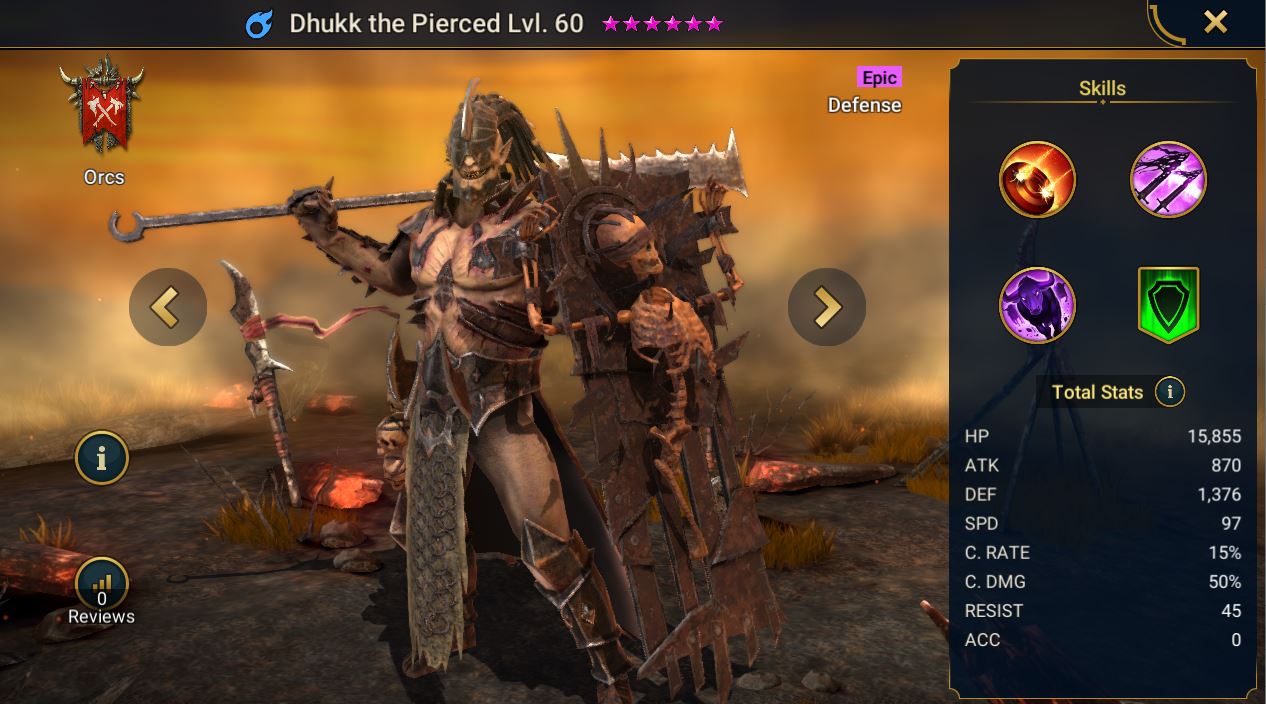 Dhukk the Pierced Lvl. 60
Orcs
Epic
Defense
Skills
Total Stats
HP 15,855
ATK 870
DEF 1,376
SPD 97
C. RATE 15%
C. DMG 50%
RESIST 45
ACC 0
0
Reviews